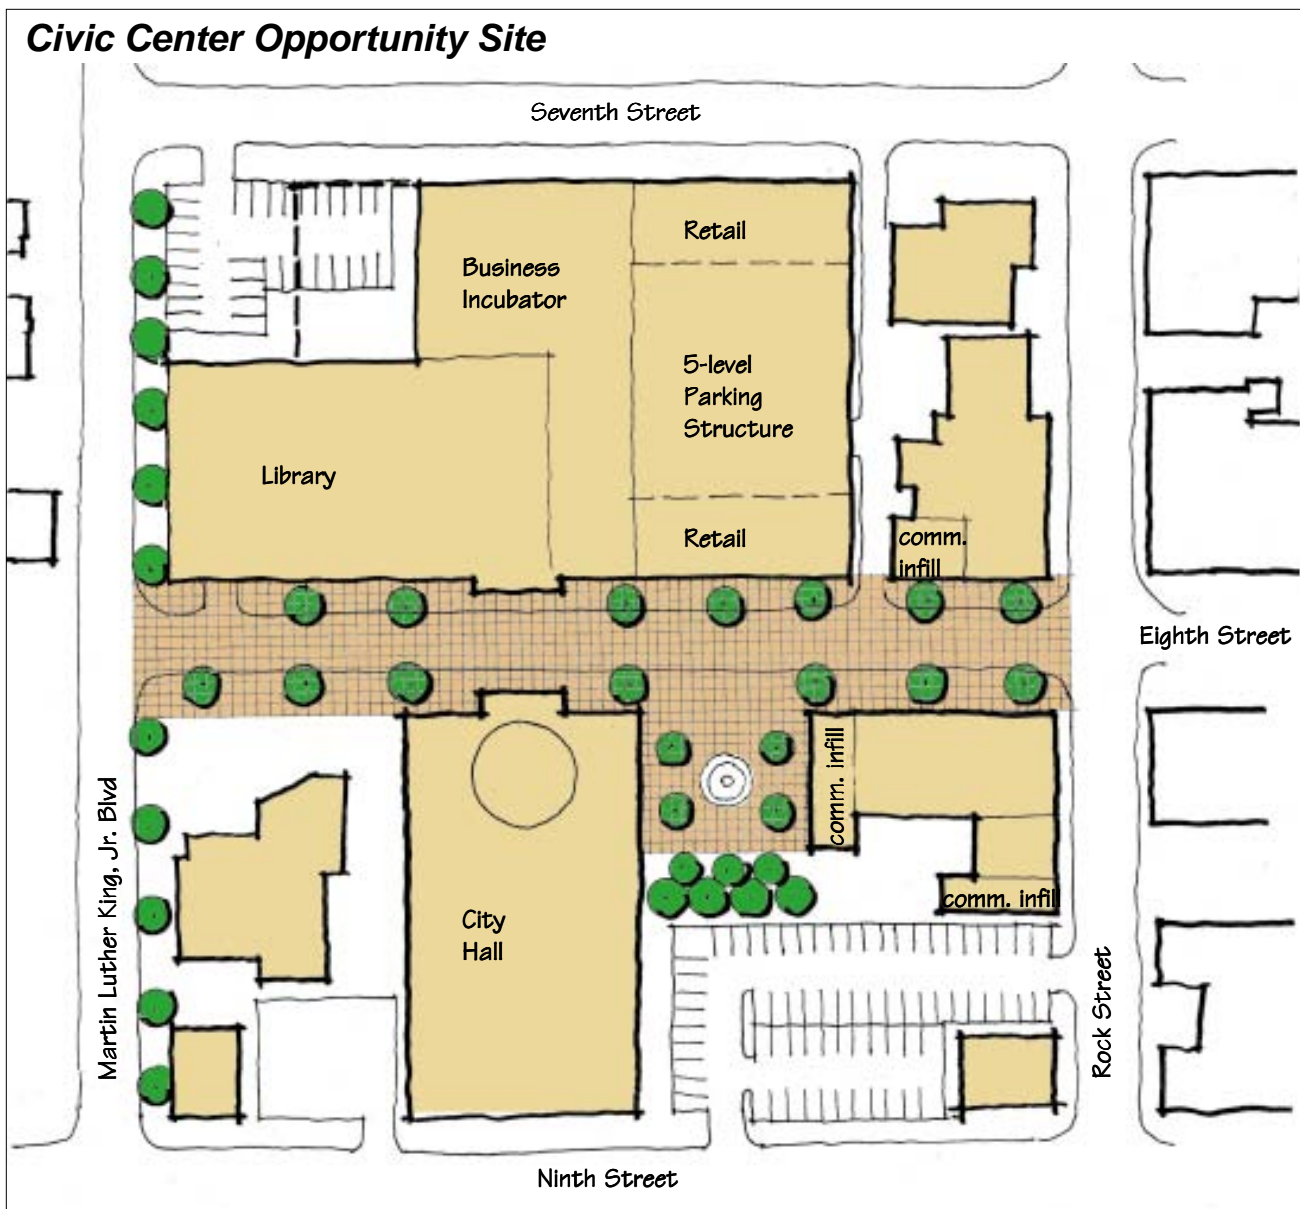 Civic Center Opportunity Site
Seventh Street
Retail
Business
Incubator
5-level
Parking
Structure
Library
Retail
comm.
infill
Eighth Street
comm. infill
Martin Luther King, Jr. Blvd
City
Hall
comm. infill
Rock Street
Ninth Street